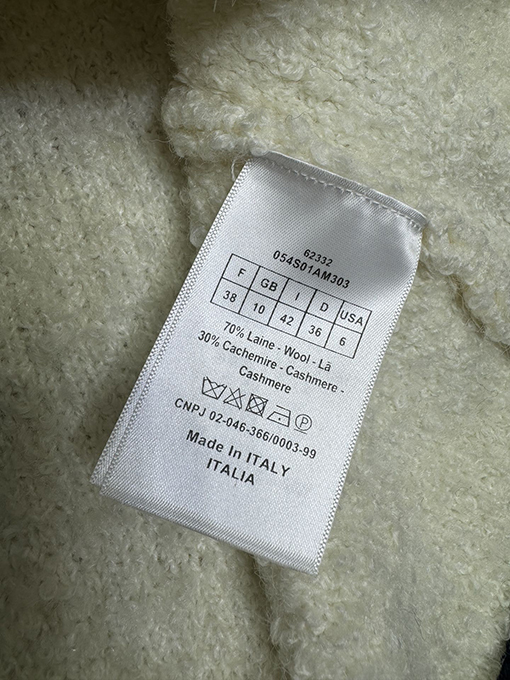 62332
054S01AM303
F GB I D USA
38 10 42 36 6
70% Laine - Wool - Lã
30% Cachemire - Cashmere -
Cashmere
P
CNPJ 02-046-366/0003-99
Made In ITALY
ITALIA